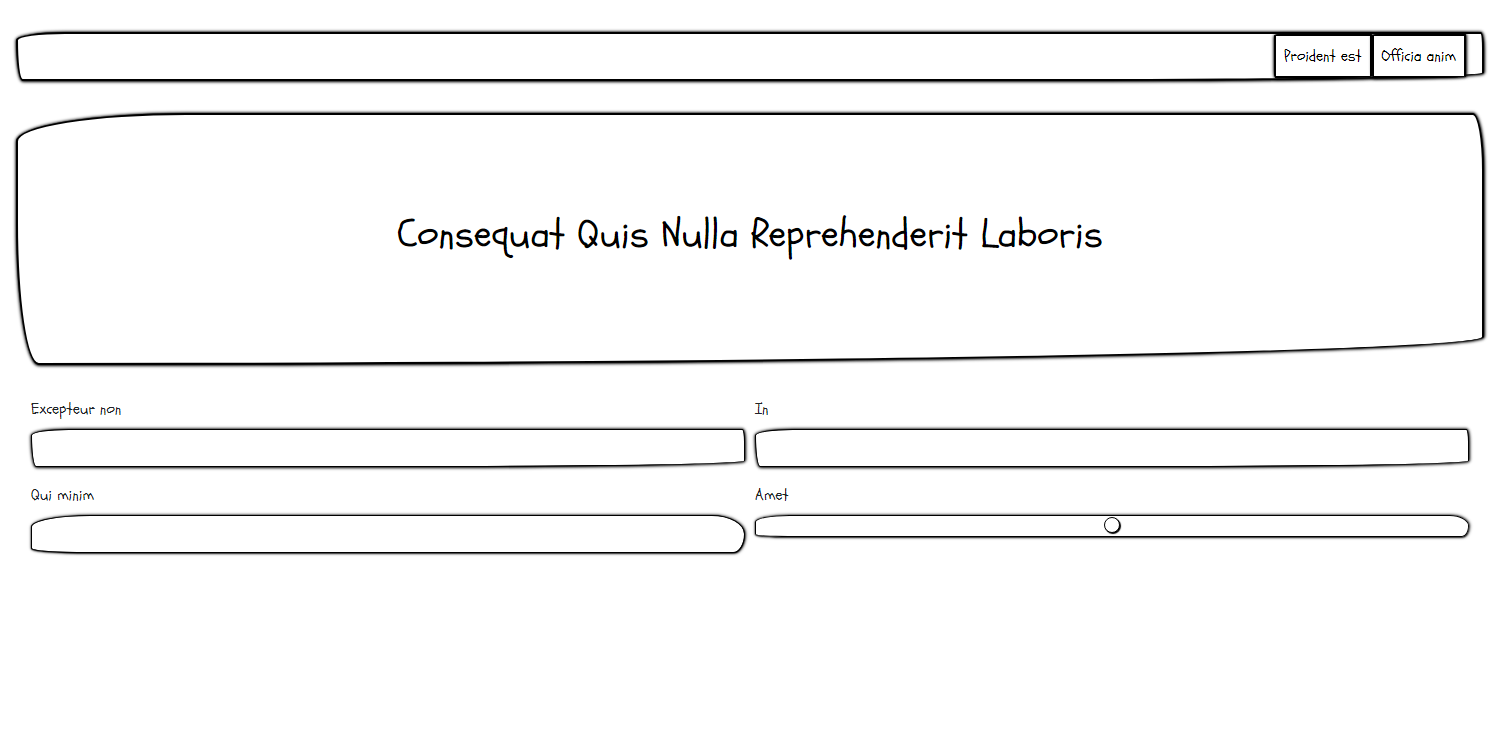 Proident est Officia anim
Consequat Quis Nulla Reprehenderit Laboris
Excepteur non
In
Qui minim
Amet